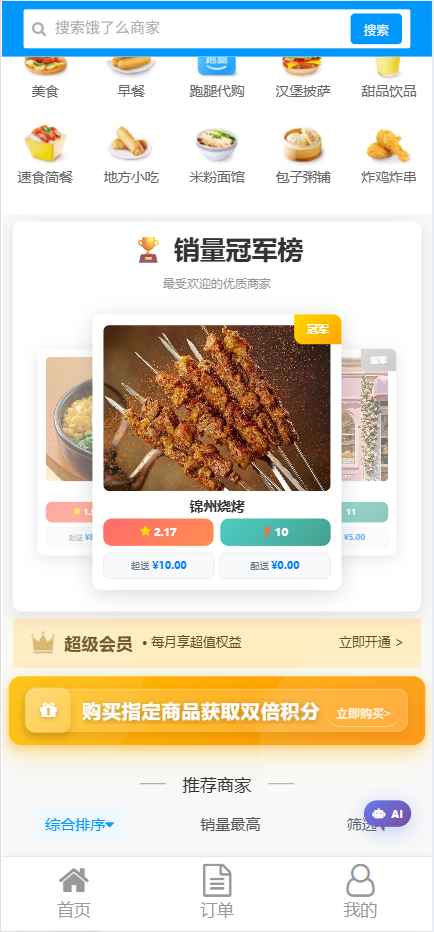 搜索饿了么商家
搜索
美食
早餐
跑腿代购
汉堡披萨
甜品饮品
跑腿
速食简餐
地方小吃
米粉面馆
包子粥铺
炸鸡炸串
销量冠军榜
最受欢迎的优质商家
冠军
冠军
锦州烧烤
2.17
10
11
起送 ¥10.00
配送 ¥0.00
起送
¥5.00
超级会员
• 每月享超值权益
立即开通 >
购买指定商品获取双倍积分
立即购买>
推荐商家
综合排序
销量最高
筛选
AI
首页
订单
我的